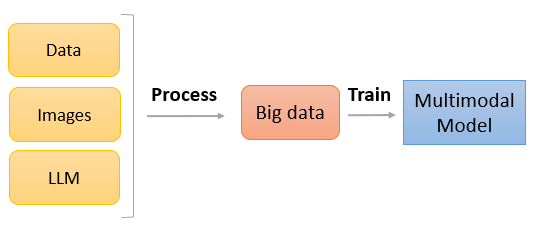 Data
Images
LLM
Process
Big data
Train
Multimodal
Model